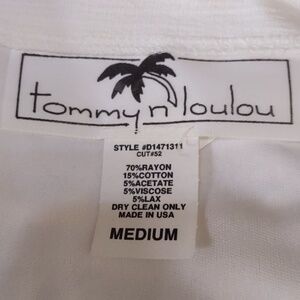 tommy n loulou
STYLE #D1471311
CUT#52
70%RAYON
15%COTTON
5%ACETATE
5%VISCOSE
5%LAX
DRY CLEAN ONLY
MADE IN USA
MEDIUM